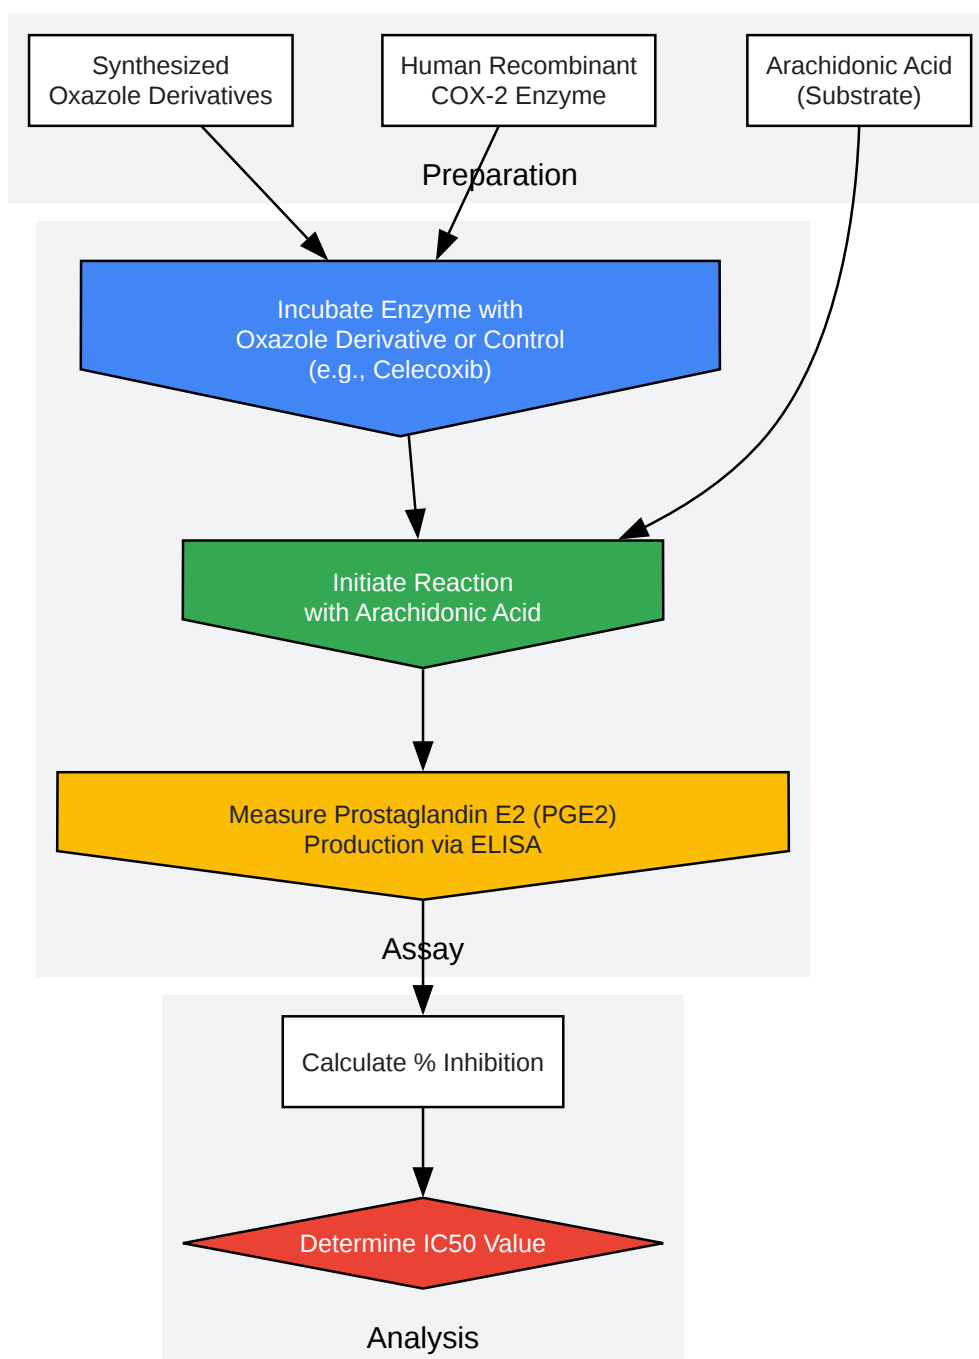 Synthesized
Oxazole Derivatives
Human Recombinant
COX-2 Enzyme
Arachidonic Acid
(Substrate)
Preparation
Incubate Enzyme with
Oxazole Derivative or Control
(e.g., Celecoxib)
Initiate Reaction
with Arachidonic Acid
Measure Prostaglandin E2 (PGE2)
Production via ELISA
Assay
Calculate % Inhibition
Determine IC50 Value
Analysis